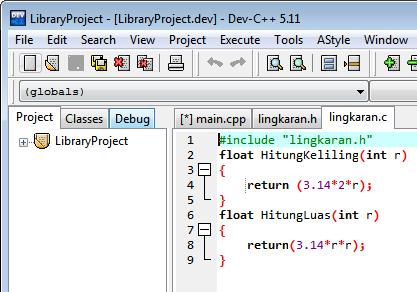 LibraryProject - [LibraryProject.dev] - Dev-C++ 5.11
File Edit Search View Project Execute Tools AStyle Window
(globals)
Project Classes Debug [*] main.cpp lingkaran.h lingkaran.c
LibraryProject
1 #include "lingkaran.h"
2 float HitungKeliling(int r)
3 {
4 return (3.14*2*r);
5 }
6 float HitungLuas(int r)
7 {
8 return(3.14*r*r);
9 }